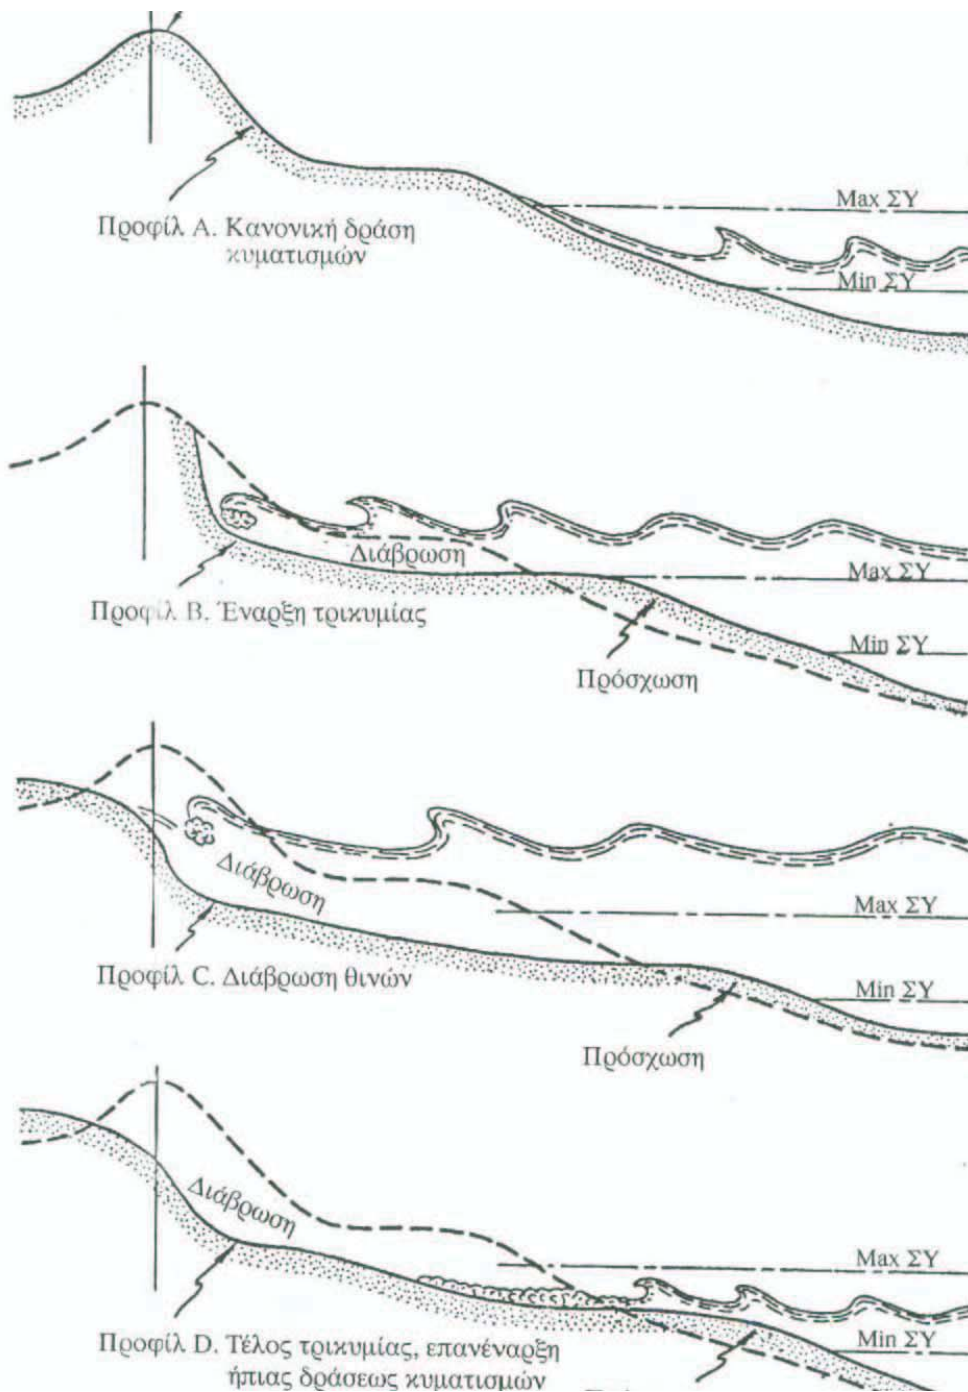 Max ΣΥ
Προφίλ Α. Κανονική δράση
κυματισμών
Min ΣΥ
Διάβρωση
Max ΣΥ
Προφίλ Β. Έναρξη τρικυμίας
Min ΣΥ
Πρόσχωση
Διάβρωση
Max ΣΥ
Προφίλ C. Διάβρωση θινών
Min ΣΥ
Πρόσχωση
Διάβρωση
Max ΣΥ
Προφίλ D. Τέλος τρικυμίας, επανέναρξη
ήπιας δράσεως κυματισμών
Min ΣΥ